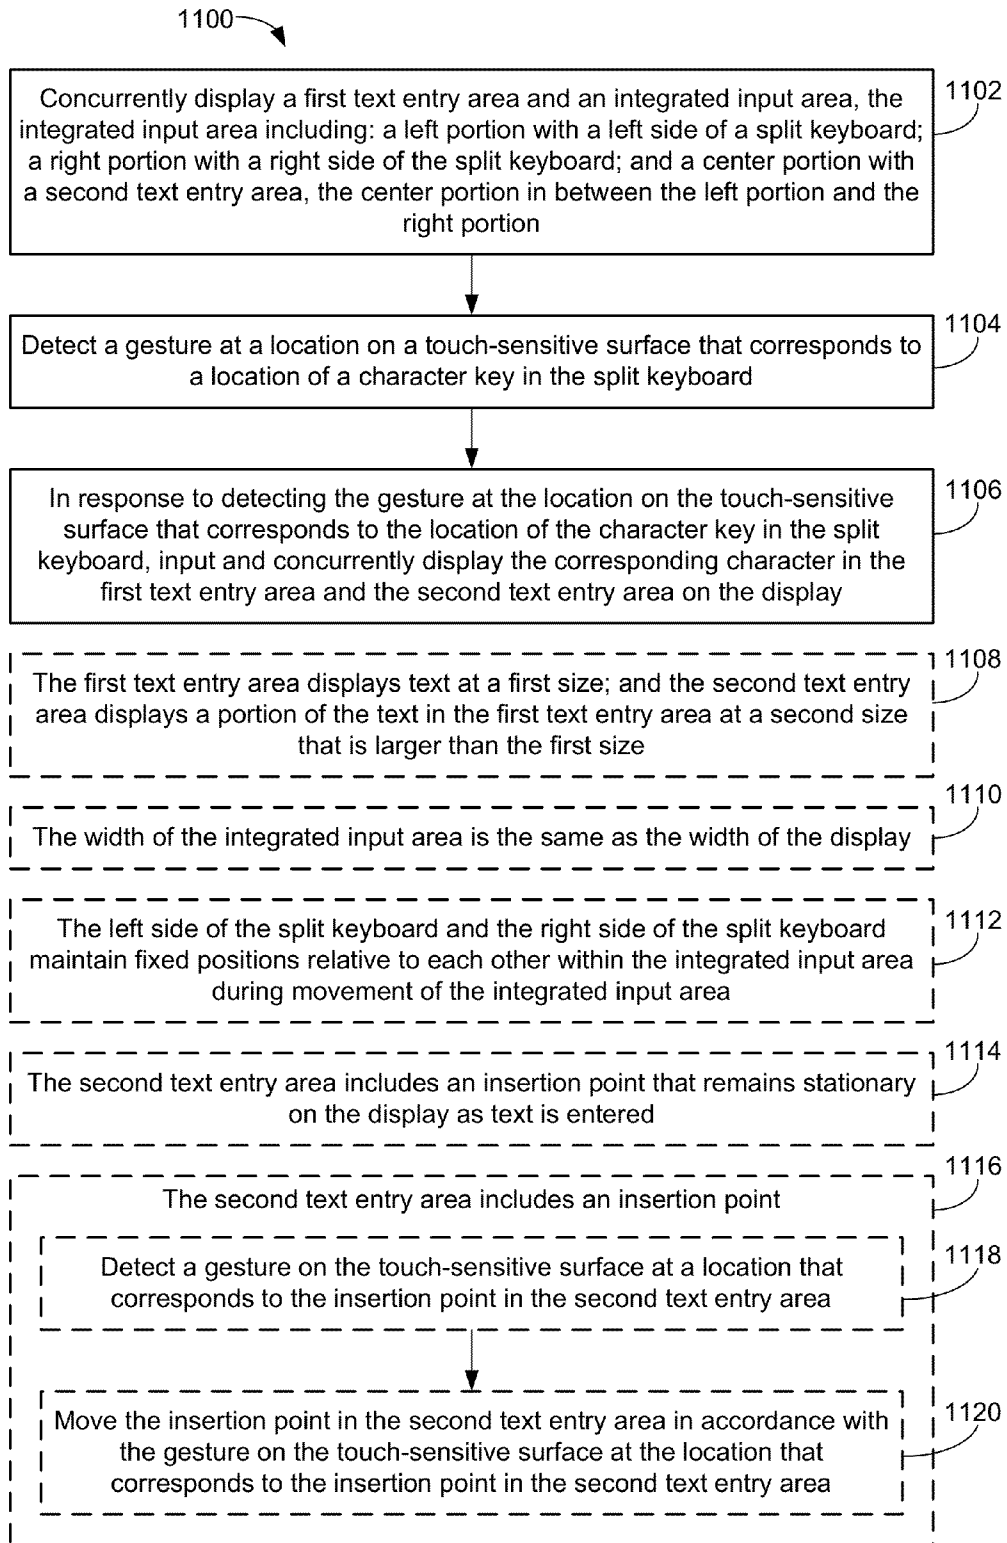 1100
1102
Concurrently display a first text entry area and an integrated input area, the
integrated input area including: a left portion with a left side of a split keyboard;
a right portion with a right side of the split keyboard; and a center portion with
a second text entry area, the center portion in between the left portion and the
right portion
1104
Detect a gesture at a location on a touch-sensitive surface that corresponds to
a location of a character key in the split keyboard
1106
In response to detecting the gesture at the location on the touch-sensitive
surface that corresponds to the location of the character key in the split
keyboard, input and concurrently display the corresponding character in the
first text entry area and the second text entry area on the display
1108
The first text entry area displays text at a first size; and the second text entry
area displays a portion of the text in the first text entry area at a second size
that is larger than the first size
1110
The width of the integrated input area is the same as the width of the display
1112
The left side of the split keyboard and the right side of the split keyboard
maintain fixed positions relative to each other within the integrated input area
during movement of the integrated input area
1114
The second text entry area includes an insertion point that remains stationary
on the display as text is entered
1116
The second text entry area includes an insertion point
1118
Detect a gesture on the touch-sensitive surface at a location that
corresponds to the insertion point in the second text entry area
1120
Move the insertion point in the second text entry area in accordance with
the gesture on the touch-sensitive surface at the location that
corresponds to the insertion point in the second text entry area